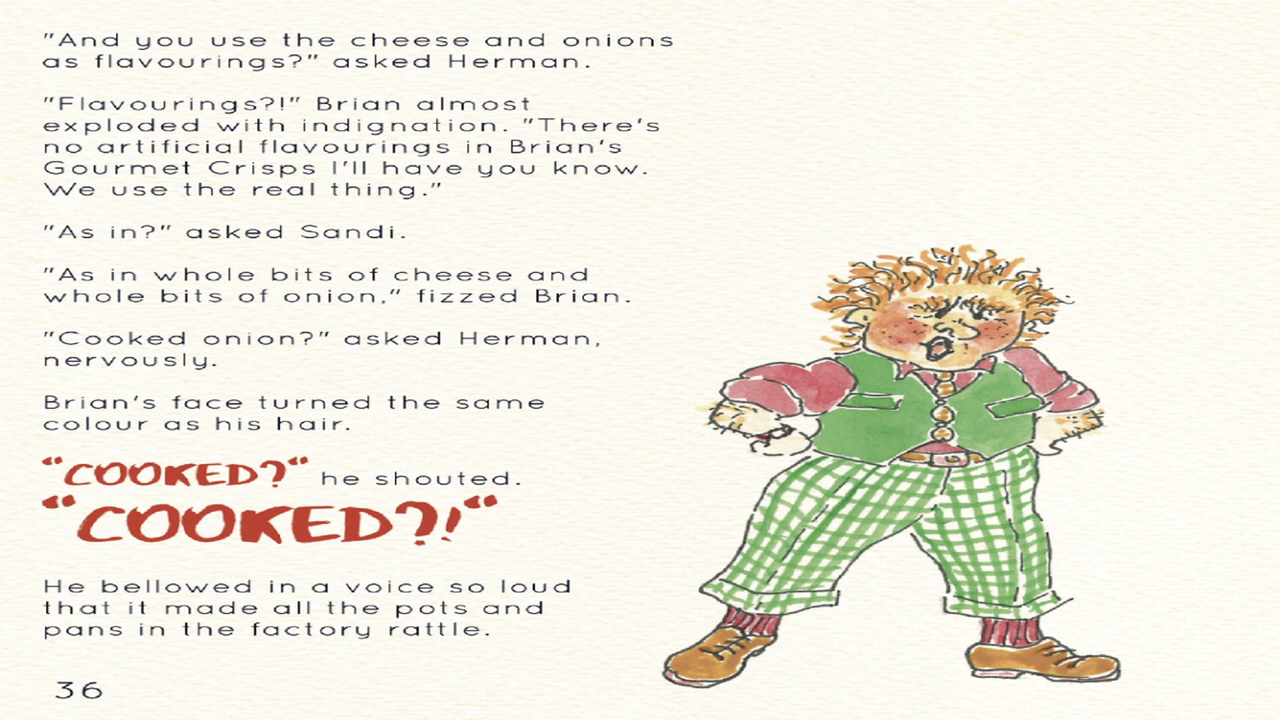 "And you use the cheese and onions
as flavourings?" asked Herman.
"Flavourings?!" Brian almost
exploded with indignation. "There's
no artificial flavourings in Brian's
Gourmet Crisps I'll have you know.
We use the real thing."
"As in?" asked Sandi.
"As in whole bits of cheese and
whole bits of onion," fizzed Brian.
"Cooked onion?" asked Herman,
nervously.
Brian's face turned the same
colour as his hair.
“COOKED?“ he shouted.
“COOKED?!“
He bellowed in a voice so loud
that it made all the pots and
pans in the factory rattle.
36